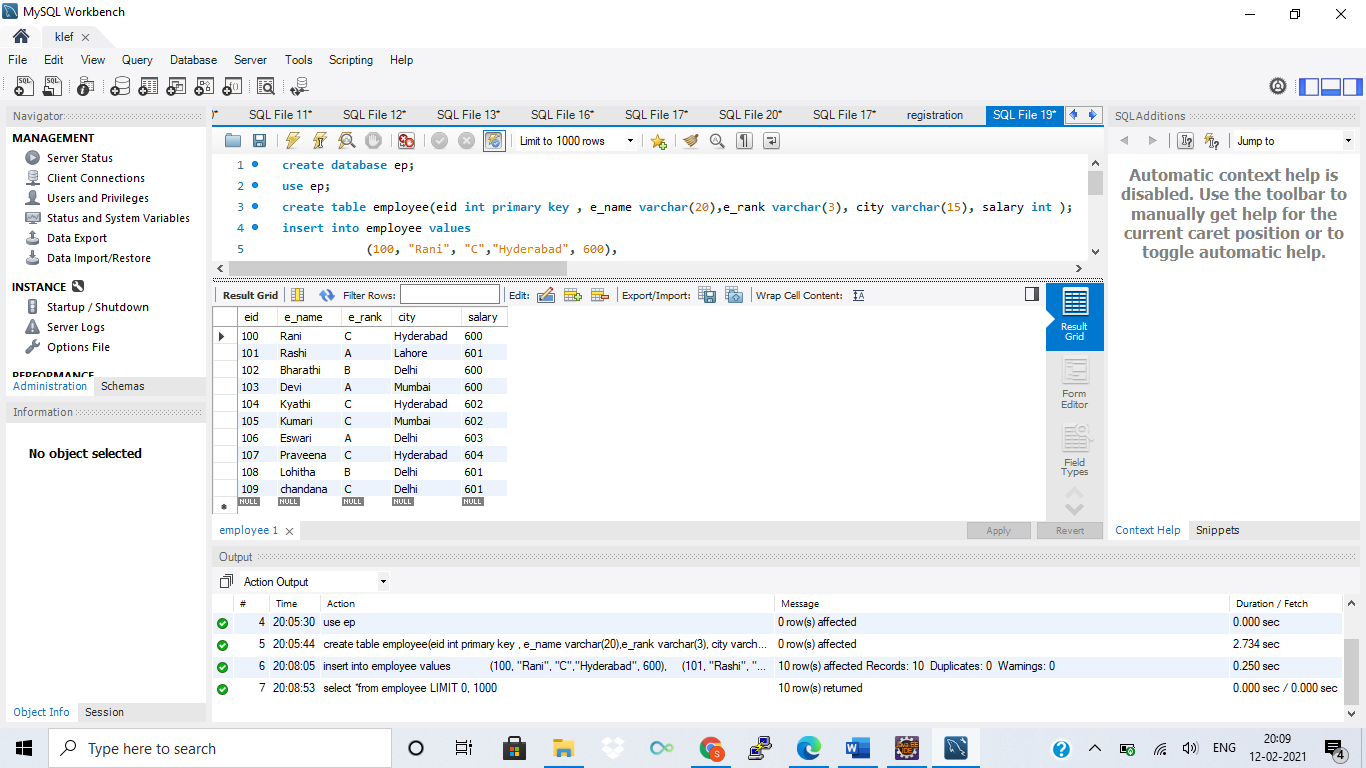 MySQL Workbench
klef
File Edit View Query Database Server Tools Scripting Help
Navigator
MANAGEMENT
Server Status
Client Connections
Users and Privileges
Status and System Variables
Data Export
Data Import/Restore
INSTANCE
Startup / Shutdown
Server Logs
Options File
PERFORMANCE
Administration Schemas
Information
No object selected
Object Info Session
)* SQL File 11* SQL File 12* SQL File 13* SQL File 16* SQL File 17* SQL File 20* SQL File 17* registration SQL File 19*
Limit to 1000 rows
1 create database ep;
2 use ep;
3 create table employee(eid int primary key , e_name varchar(20),e_rank varchar(3), city varchar(15), salary int );
4 insert into employee values
5 (100, "Rani", "C","Hyderabad", 600),
Result Grid Filter Rows: Edit: Export/Import: Wrap Cell Content: IA
eid e_name e_rank city salary
100 Rani C Hyderabad 600
101 Rashi A Lahore 601
102 Bharathi B Delhi 600
103 Devi A Mumbai 600
104 Kyathi C Hyderabad 602
105 Kumari C Mumbai 602
106 Eswari A Delhi 603
107 Praveena C Hyderabad 604
108 Lohitha B Delhi 601
109 chandana C Delhi 601
NULL NULL NULL NULL NULL
Result
Grid
Form
Editor
Field
Types
employee 1 Apply Revert
SQLAdditions
Jump to
Automatic context help is
disabled. Use the toolbar to
manually get help for the
current caret position or to
toggle automatic help.
Context Help Snippets
Output
Action Output
# Time Action Message Duration / Fetch
4 20:05:30 use ep 0 row(s) affected 0.000 sec
5 20:05:44 create table employee(eid int primary key , e_name varchar(20),e_rank varchar(3), city varch... 0 row(s) affected 2.734 sec
6 20:08:05 insert into employee values (100, "Rani", "C","Hyderabad", 600), (101, "Rashi", "... 10 row(s) affected Records: 10 Duplicates: 0 Warnings: 0 0.250 sec
7 20:08:53 select *from employee LIMIT 0, 1000 10 row(s) returned 0.000 sec / 0.000 sec
Type here to search
ENG
20:09
12-02-2021
4